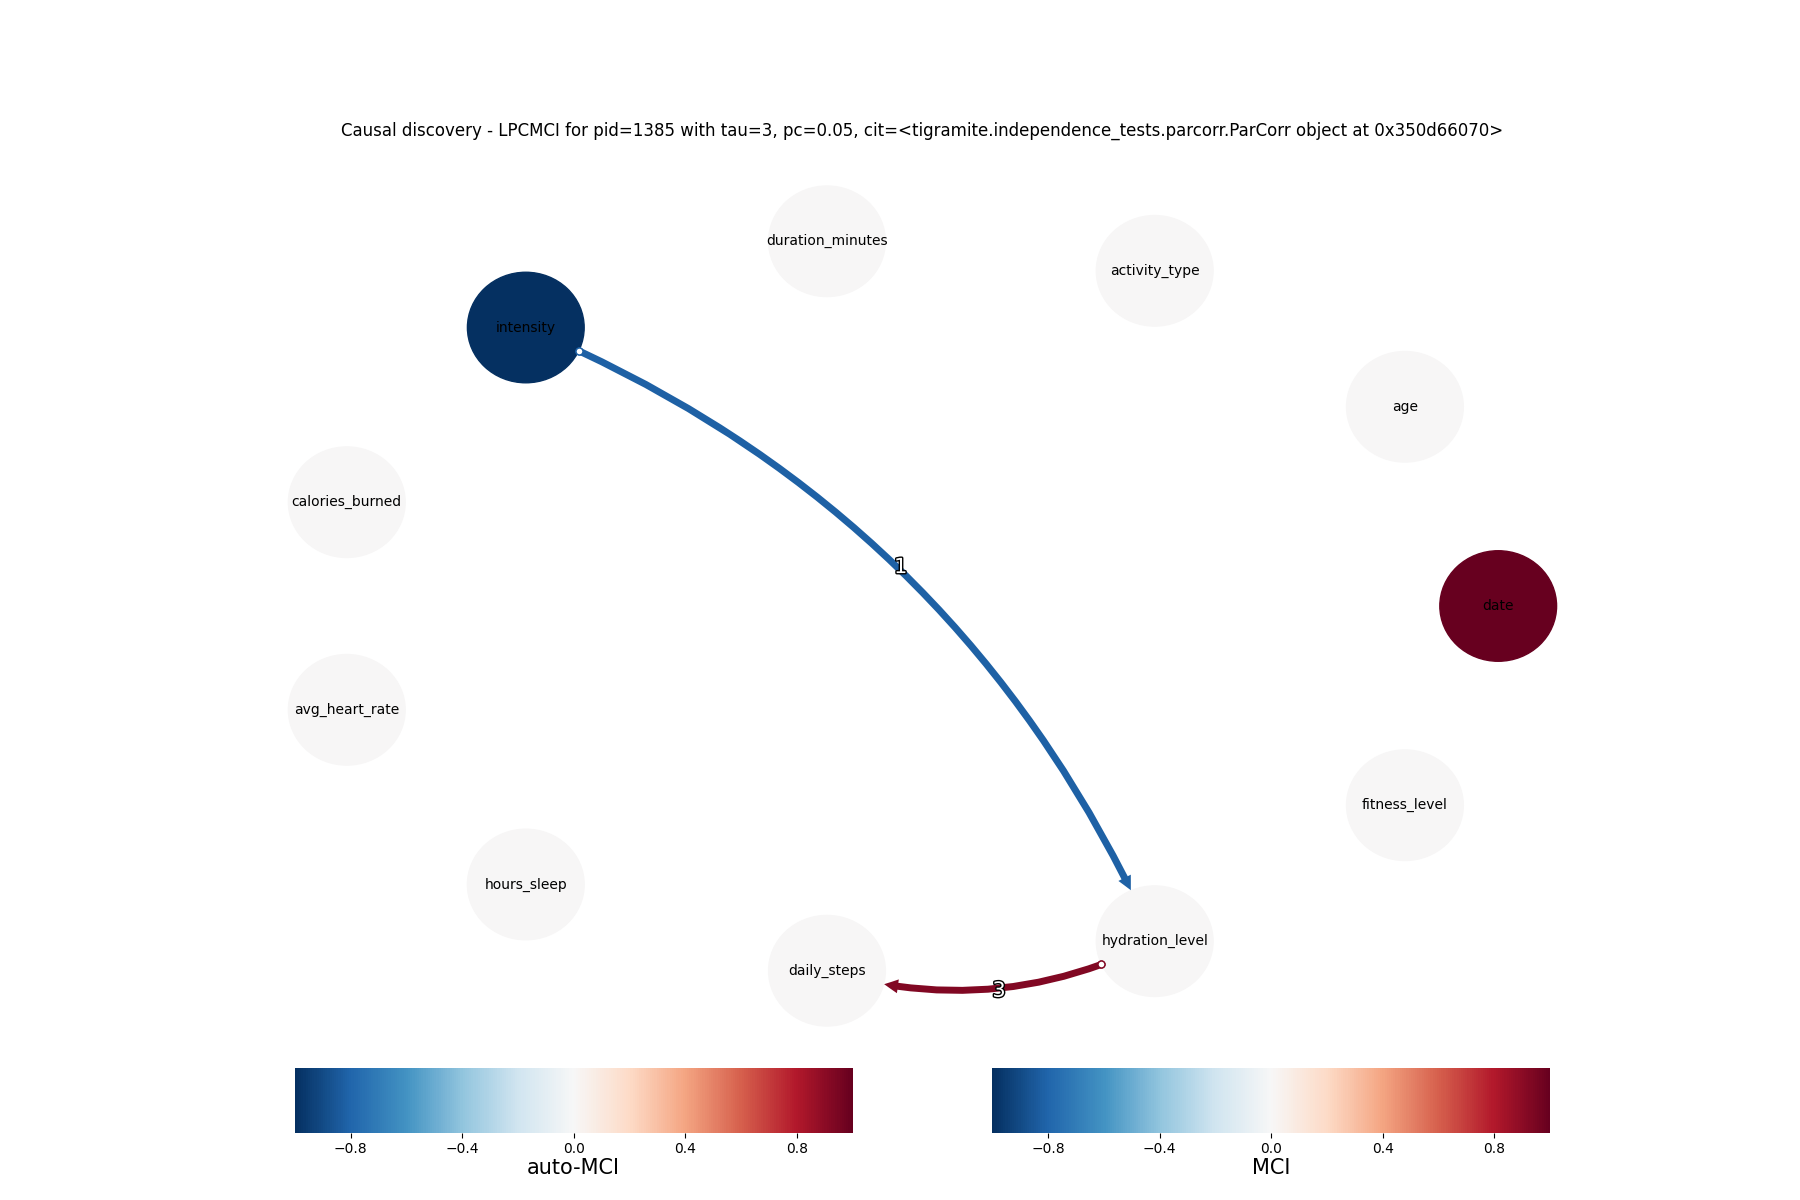 Causal discovery - LPCMCI for pid=1385 with tau=3, pc=0.05, cit=<tigramite.independence_tests.parcorr.ParCorr object at 0x350d66070>
duration_minutes
activity_type
intensity
age
calories_burned
1
date
avg_heart_rate
fitness_level
hours_sleep
hydration_level
daily_steps
3
−0.8 −0.4 0.0 0.4 0.8
auto-MCI
−0.8 −0.4 0.0 0.4 0.8
MCI